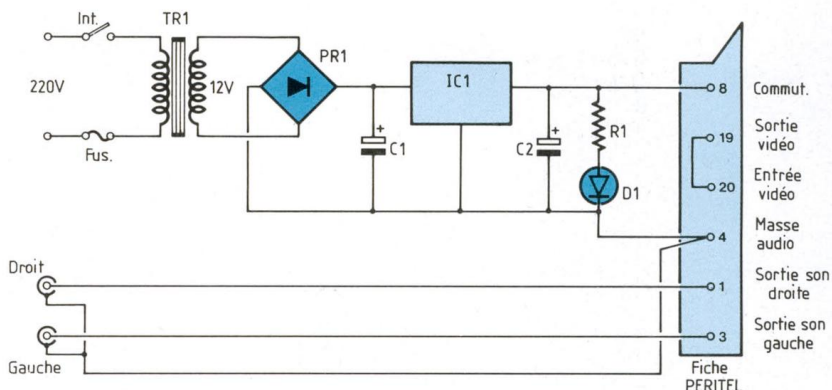 Int.
TR1
220V
12V
Fus.
PR1
IC1
+
C1
+
C2
R1
D1
8 Commut.
19 Sortie
vidéo
20 Entrée
vidéo
4 Masse
audio
Droit
1 Sortie son
droite
Gauche
3 Sortie son
gauche
Fiche
PERITEL